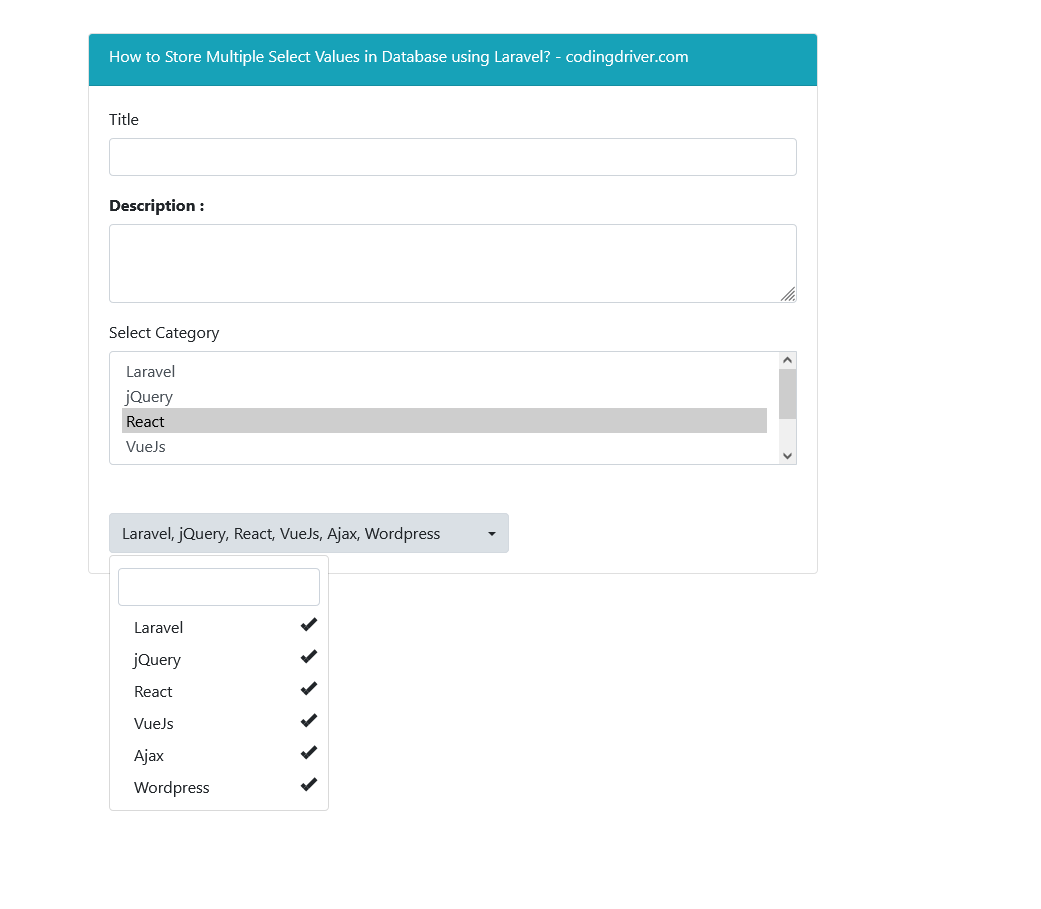 How to Store Multiple Select Values in Database using Laravel? - codingdriver.com
Title
Description :
Select Category
Laravel
jQuery
React
VueJs
Laravel, jQuery, React, VueJs, Ajax, Wordpress
Laravel
jQuery
React
VueJs
Ajax
Wordpress